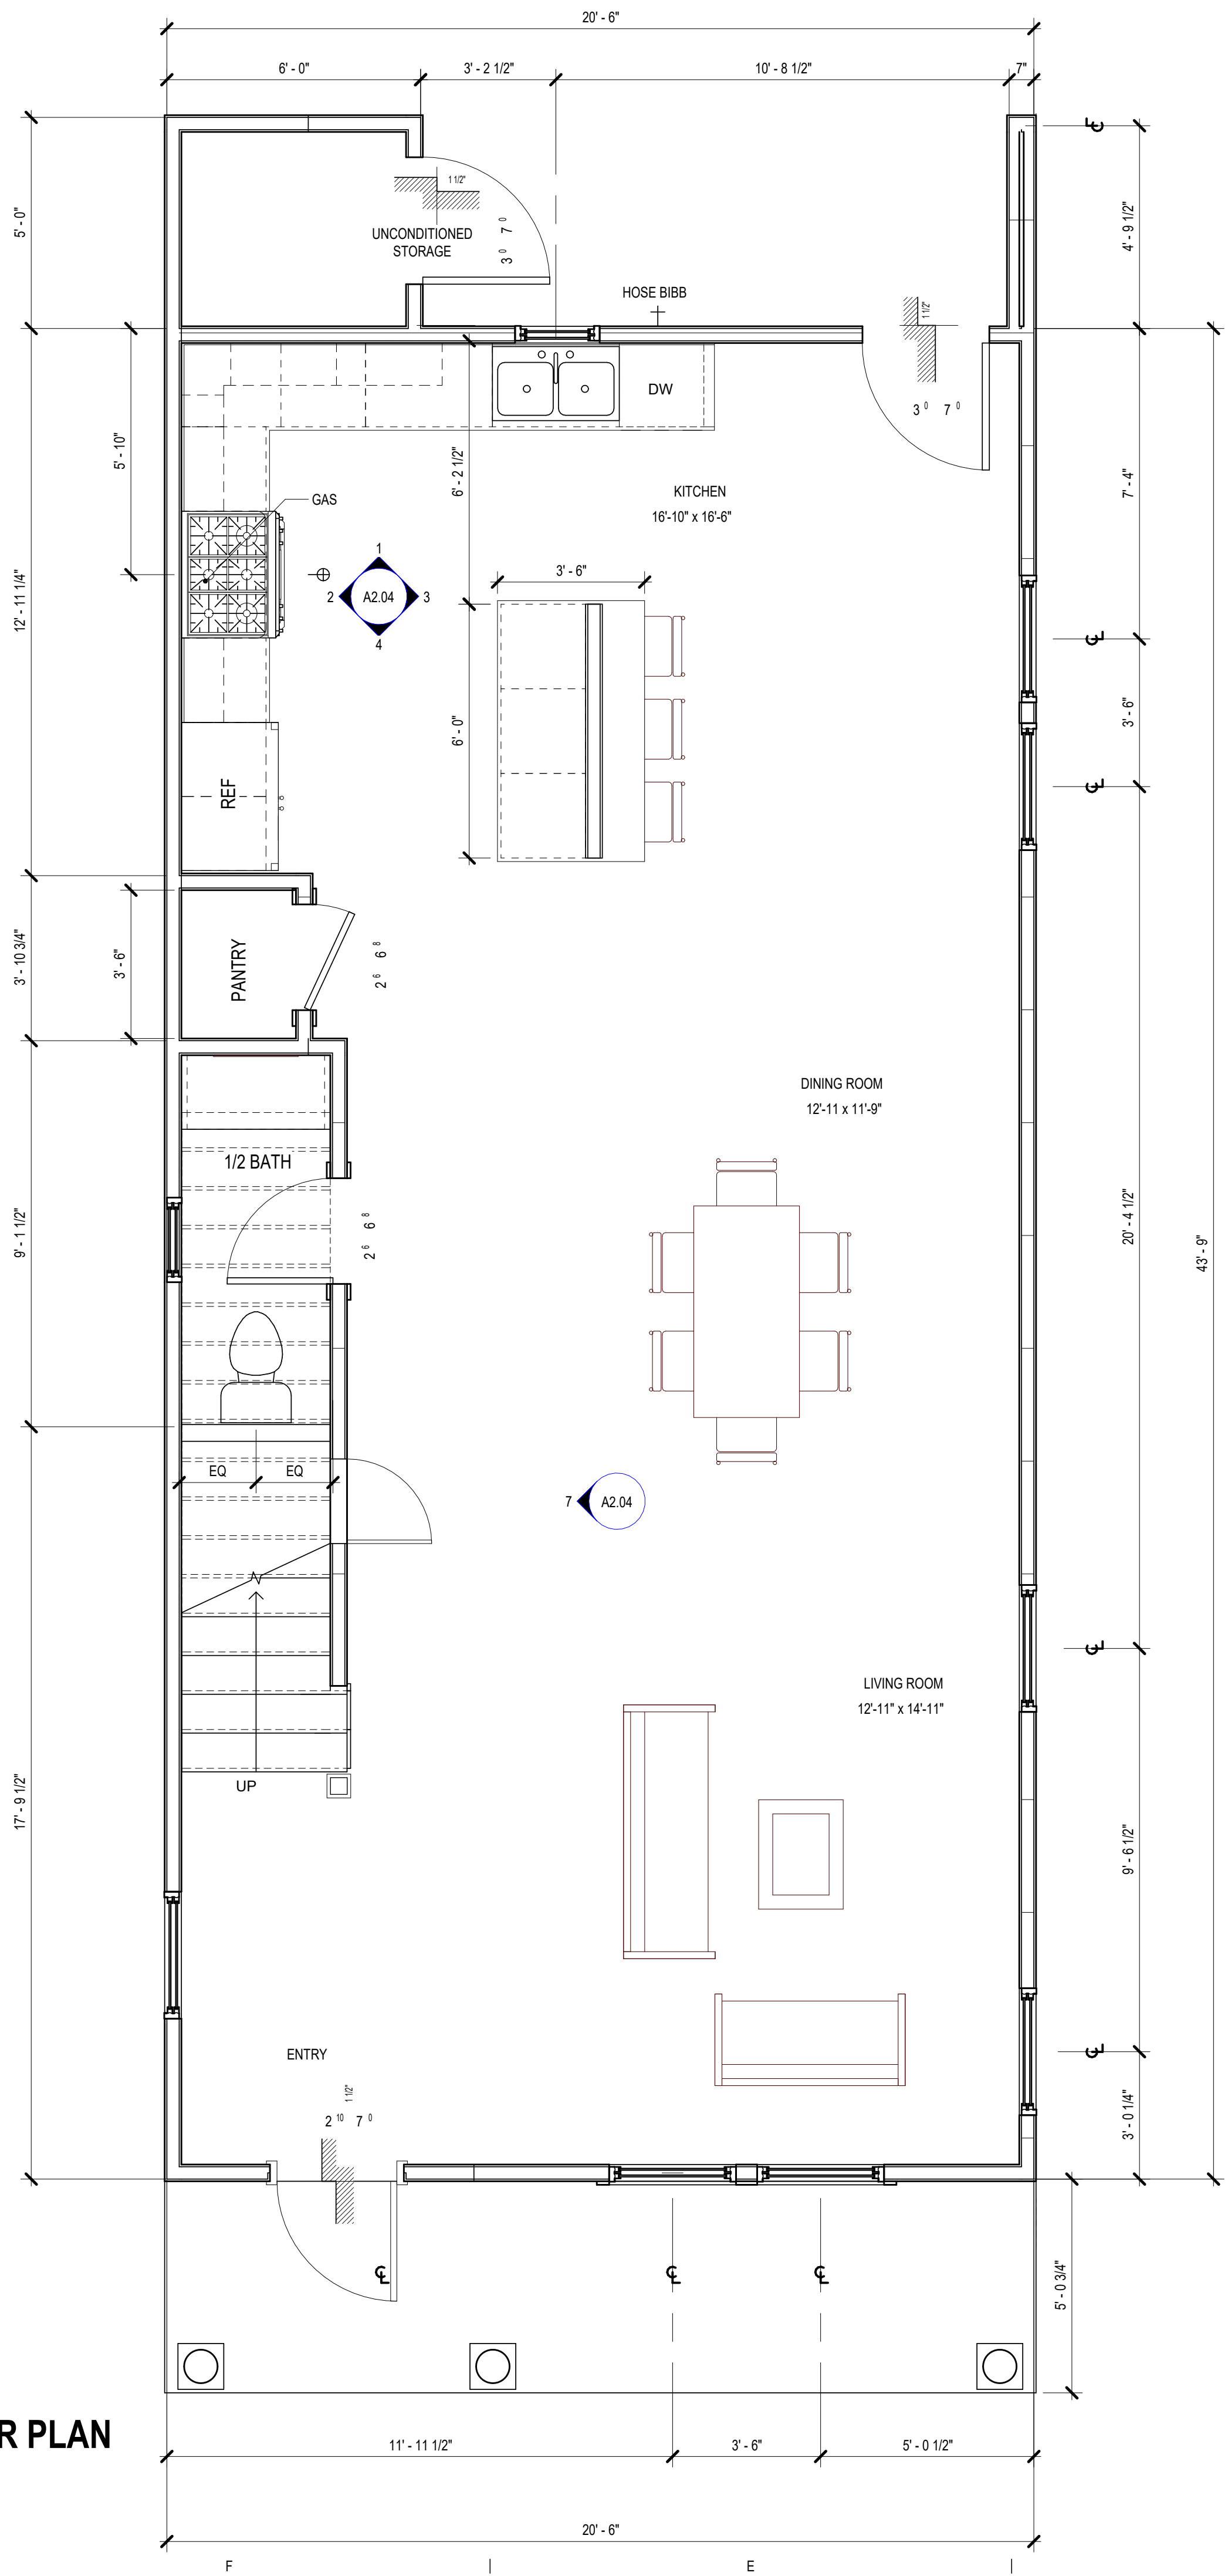 20' - 6"
6' - 0"
3' - 2 1/2"
10' - 8 1/2"
7"
CL
5' - 0"
1 1/2"
UNCONDITIONED
STORAGE
3 0 7 0
4' - 9 1/2"
HOSE BIBB
1 1/2"
DW
3 0 7 0
5' - 10"
6' - 2 1/2"
7' - 4"
KITCHEN
16'-10" x 16'-6"
GAS
1
2
A2.04
3
4
3' - 6"
12' - 11 1/4"
CL
3' - 6"
6' - 0"
REF
CL
3' - 10 3/4"
3' - 6"
PANTRY
2 6 6 8
DINING ROOM
12'-11 x 11'-9"
1/2 BATH
2 6 6 8
9' - 1 1/2"
20' - 4 1/2"
43' - 9"
EQ
EQ
7
A2.04
CL
LIVING ROOM
12'-11" x 14'-11"
UP
17' - 9 1/2"
9' - 6 1/2"
ENTRY
CL
1 1/2"
2 10 7 0
3' - 0 1/4"
CL
CL
CL
5' - 0 3/4"
R PLAN
11' - 11 1/2"
3' - 6"
5' - 0 1/2"
20' - 6"
F
E